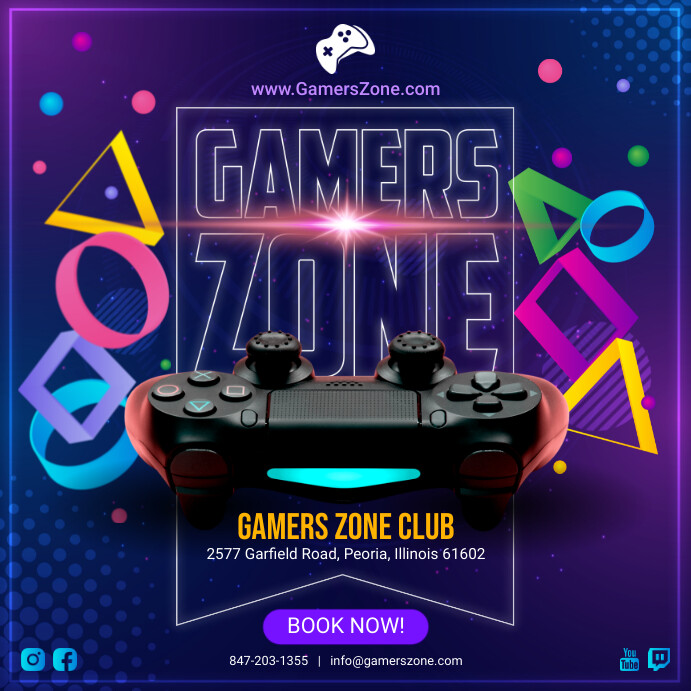 www.GamersZone.com
GAMERS
ZONE
GAMERS ZONE CLUB
2577 Garfield Road, Peoria, Illinois 61602
BOOK NOW!
847-203-1355 | info@gamerszone.com
You
Tube